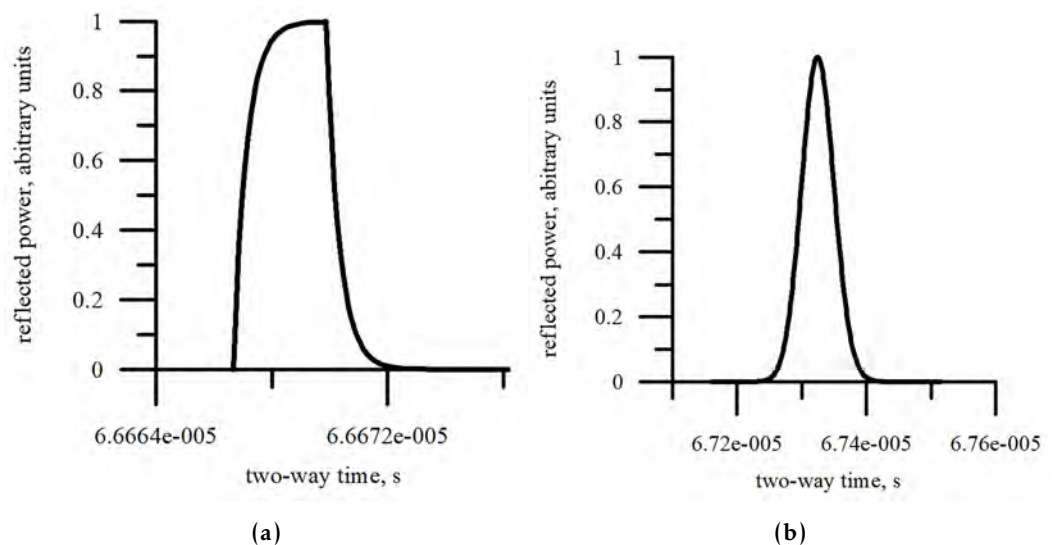 reflected power, abitrary units
1
0.8
0.6
0.4
0.2
0
6.6664e-005
6.6672e-005
two-way time, s
(a)
reflected power, abitrary units
1
0.8
0.6
0.4
0.2
0
6.72e-005
6.74e-005
6.76e-005
two-way time, s
(b)